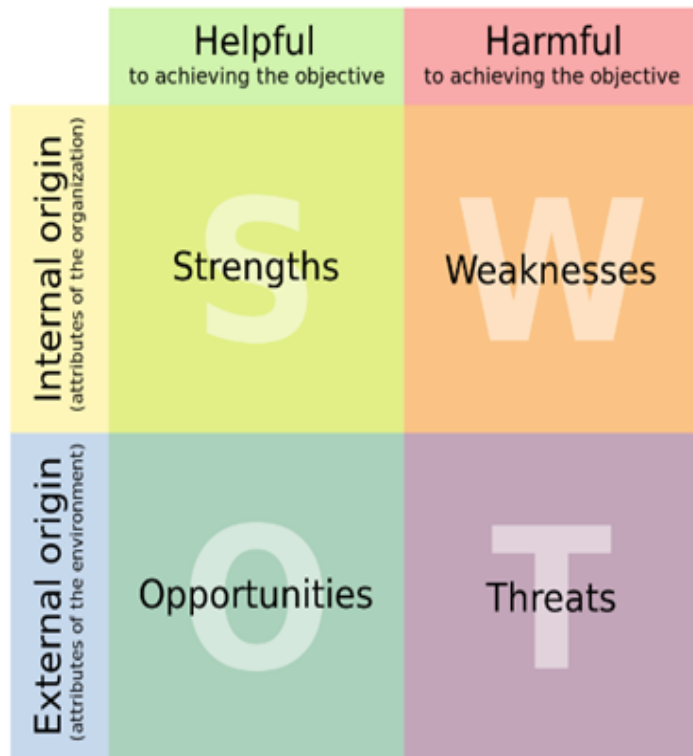 Helpful
to achieving the objective
Harmful
to achieving the objective
Internal origin
(attributes of the organization)
S
Strengths
W
Weaknesses
External origin
(attributes of the environment)
O
Opportunities
T
Threats